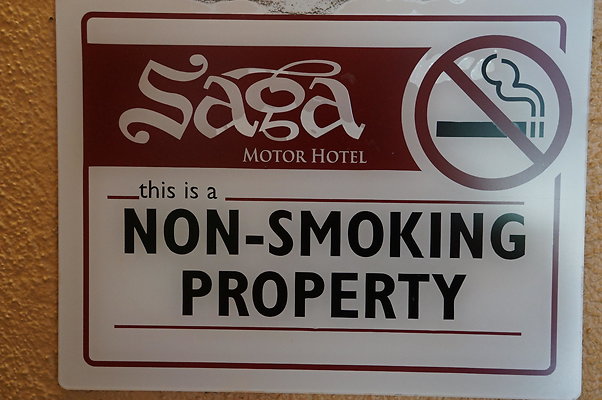 Saga
MOTOR HOTEL
this is a
NON-SMOKING
PROPERTY